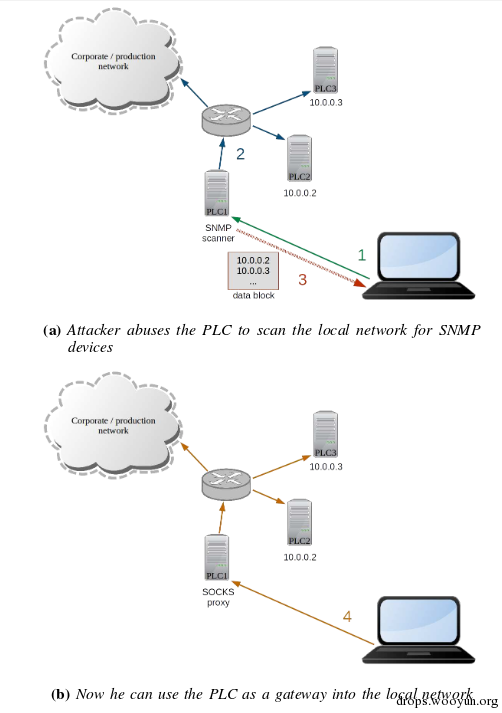 Corporate / production
network
PLC3
10.0.0.3
2
PLC2
10.0.0.2
PLC1
SNMP
scanner
1
10.0.0.2
10.0.0.3
...
3
data block
(a) Attacker abuses the PLC to scan the local network for SNMP
devices
Corporate / production
network
PLC3
10.0.0.3
PLC2
10.0.0.2
PLC1
SOCKS
proxy
4
(b) Now he can use the PLC as a gateway into the local network
drops.wooyun.org